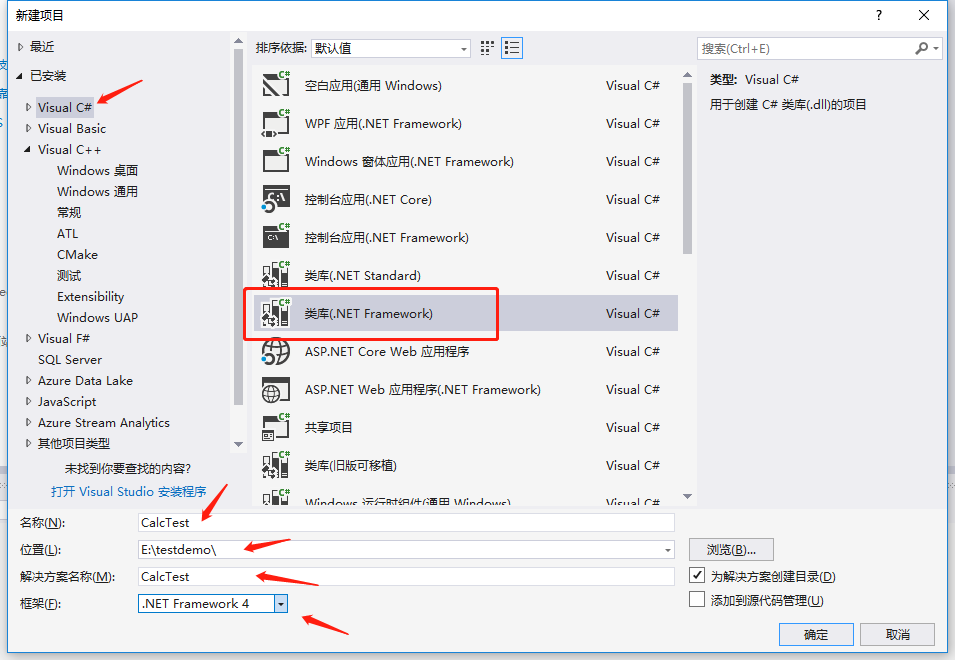 新建项目
最近
已安装
Visual C#
Visual Basic
Visual C++
Windows 桌面
Windows 通用
常规
ATL
CMake
测试
Extensibility
Windows UAP
Visual F#
SQL Server
Azure Data Lake
JavaScript
Azure Stream Analytics
其他项目类型
未找到你要查找的内容?
打开 Visual Studio 安装程序
排序依据: 默认值
空白应用(通用 Windows) Visual C#
WPF 应用(.NET Framework) Visual C#
Windows 窗体应用(.NET Framework) Visual C#
控制台应用(.NET Core) Visual C#
控制台应用(.NET Framework) Visual C#
类库(.NET Standard) Visual C#
类库(.NET Framework) Visual C#
ASP.NET Core Web 应用程序 Visual C#
ASP.NET Web 应用程序(.NET Framework) Visual C#
共享项目 Visual C#
类库(旧版可移植) Visual C#
Windows 运行时组件(通用 Windows) Visual C#
搜索(Ctrl+E)
类型: Visual C#
用于创建 C# 类库(.dll)的项目
名称(N): CalcTest
位置(L): E:\testdemo\ 浏览(B)...
解决方案名称(M): CalcTest 为解决方案创建目录(D)
框架(F): .NET Framework 4 添加到源代码管理(U)
确定 取消